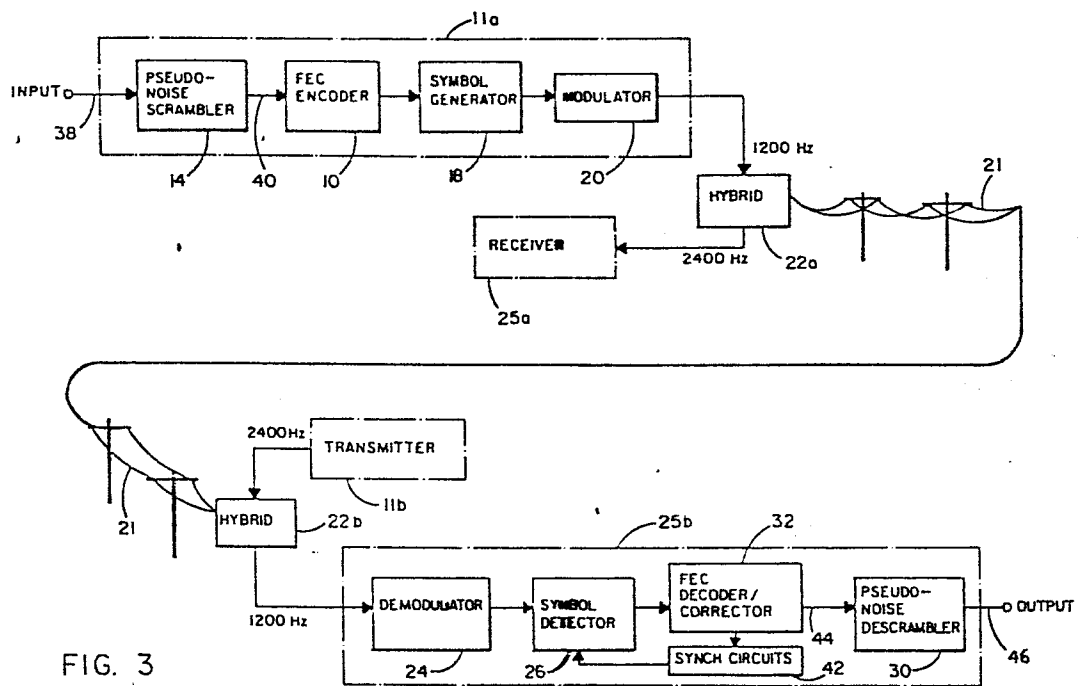 11a
INPUT
PSEUDO-
NOISE
SCRAMBLER
FEC
ENCODER
SYMBOL
GENERATOR
MODULATOR
38
14
40
10
18
20
1200 Hz
HYBRID
21
RECEIVER
2400 Hz
22a
25a
2400 Hz
TRANSMITTER
21
HYBRID
22b
11b
25b
32
1200 Hz
DEMODULATOR
SYMBOL
DETECTOR
FEC
DECODER/
CORRECTOR
PSEUDO-
NOISE
DESCRAMBLER
OUTPUT
44
SYNCH CIRCUITS
24
26
42
30
46
FIG. 3